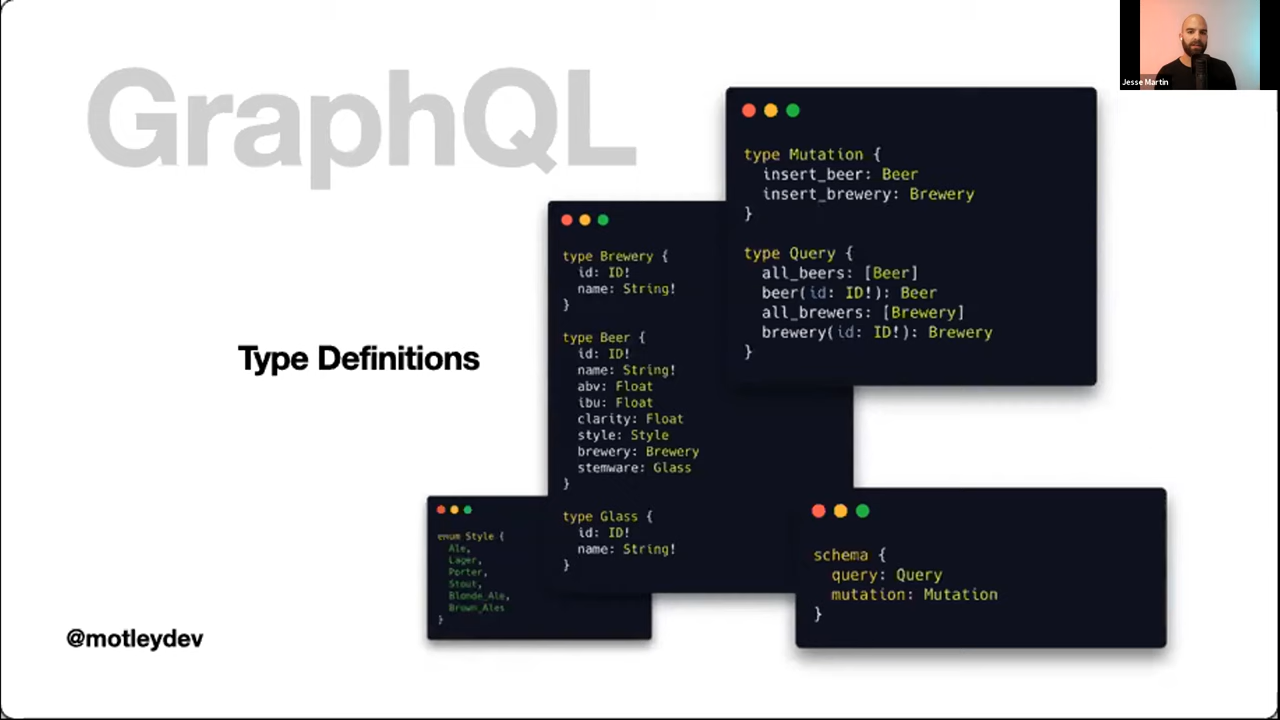 GraphQL
Jesse Martin
type Mutation {
insert_beer: Beer
insert_brewery: Brewery
}
type Query {
all_beers: [Beer]
beer(id: ID!): Beer
all_brewers: [Brewery]
brewery(id: ID!): Brewery
}
type Brewery {
id: ID!
name: String!
}
type Beer {
id: ID!
name: String!
abv: Float
ibu: Float
clarity: Float
style: Style
brewery: Brewery
stemware: Glass
}
type Glass {
id: ID!
name: String!
}
Type Definitions
enum Style {
Ale,
Lager,
Porter,
Stout,
Blonde_Ale,
Brown_Ales
}
schema {
query: Query
mutation: Mutation
}
@motleydev